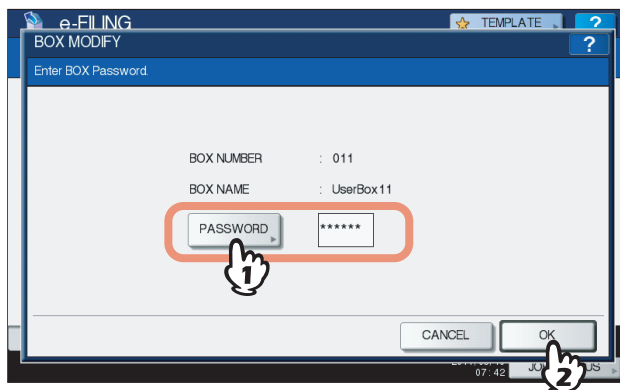 e-FILING
TEMPLATE ?
BOX MODIFY ?
Enter BOX Password.
BOX NUMBER : 011
BOX NAME : UserBox11
PASSWORD ******
1
CANCEL OK
07:42
2